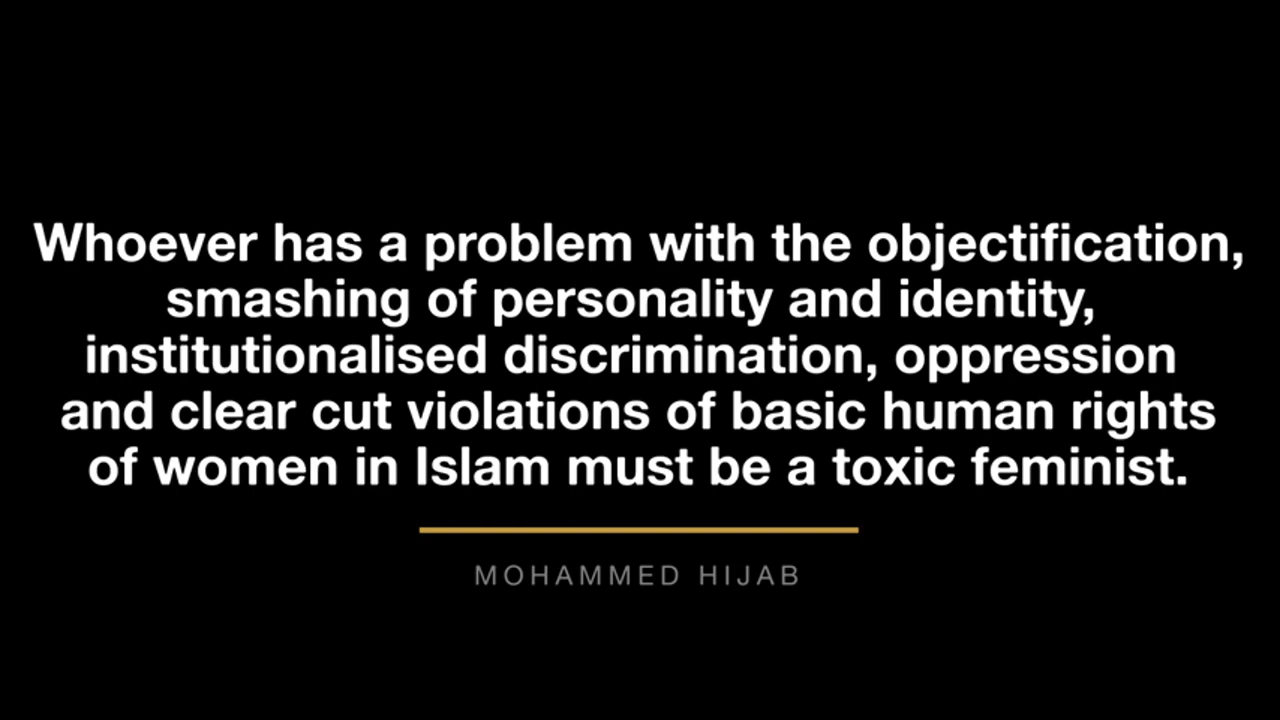 Whoever has a problem with the objectification,
smashing of personality and identity,
institutionalised discrimination, oppression
and clear cut violations of basic human rights
of women in Islam must be a toxic feminist.
MOHAMMED HIJAB